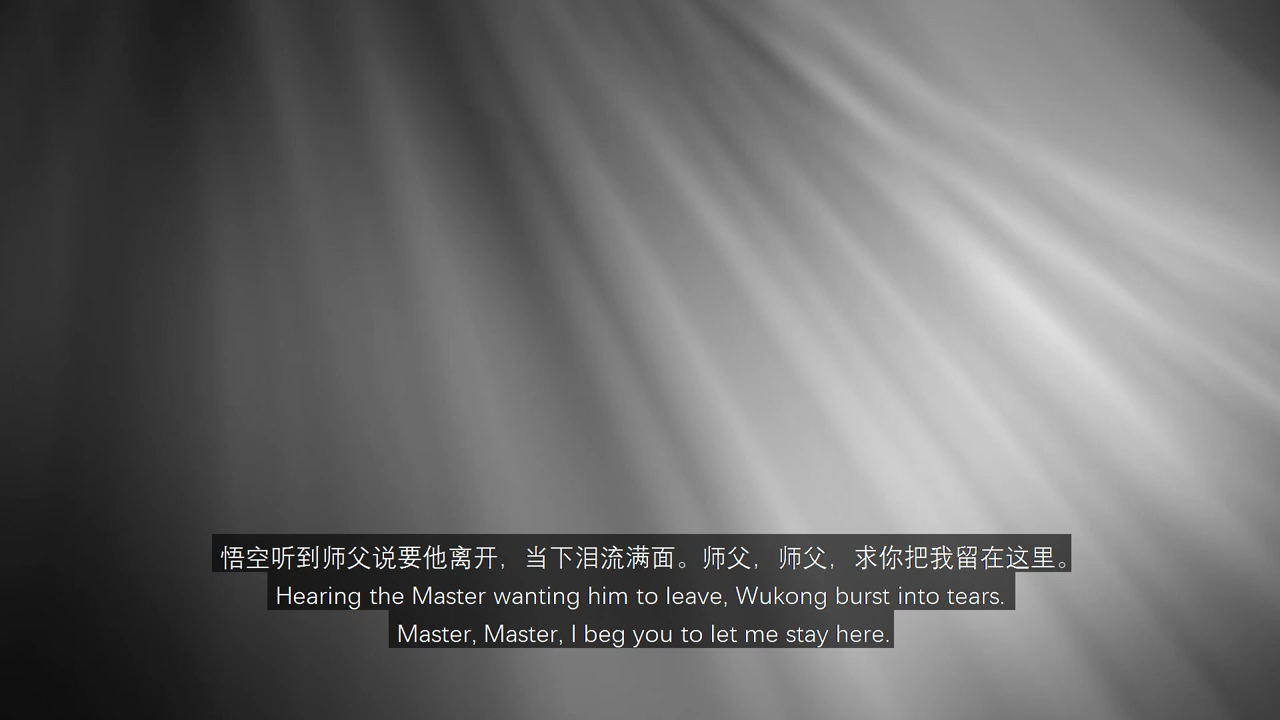 悟空听到师父说要他离开，当下泪流满面。师父，师父，求你把我留在这里。
Hearing the Master wanting him to leave, Wukong burst into tears.
Master, Master, I beg you to let me stay here.